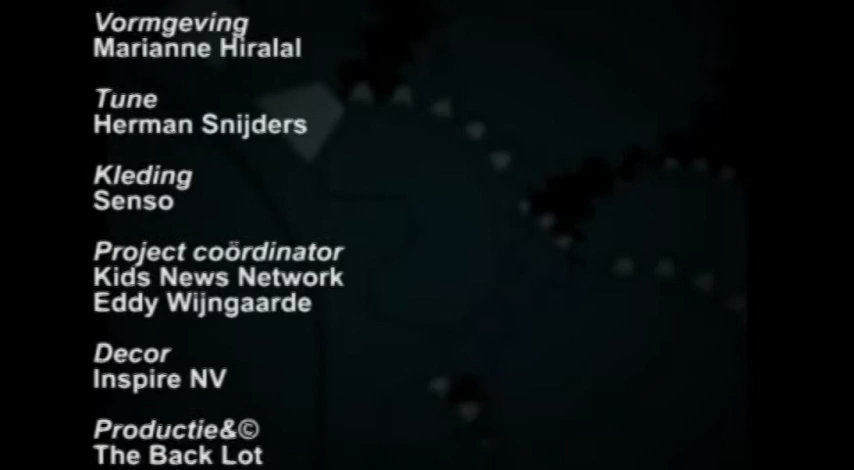 Vormgeving
Marianne Hiralal
Tune
Herman Snijders
Kleding
Senso
Project coördinator
Kids News Network
Eddy Wijngaarde
Decor
Inspire NV
Productie&©
The Back Lot